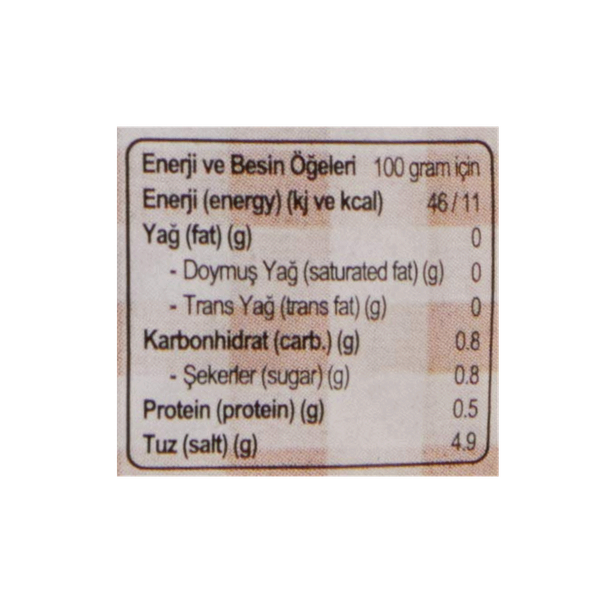 Enerji ve Besin Öğeleri 100 gram için
Enerji (energy) (kj ve kcal) 46 / 11
Yağ (fat) (g) 0
- Doymuş Yağ (saturated fat) (g) 0
- Trans Yağ (trans fat) (g) 0
Karbonhidrat (carb.) (g) 0.8
- Şekerler (sugar) (g) 0.8
Protein (protein) (g) 0.5
Tuz (salt) (g) 4.9